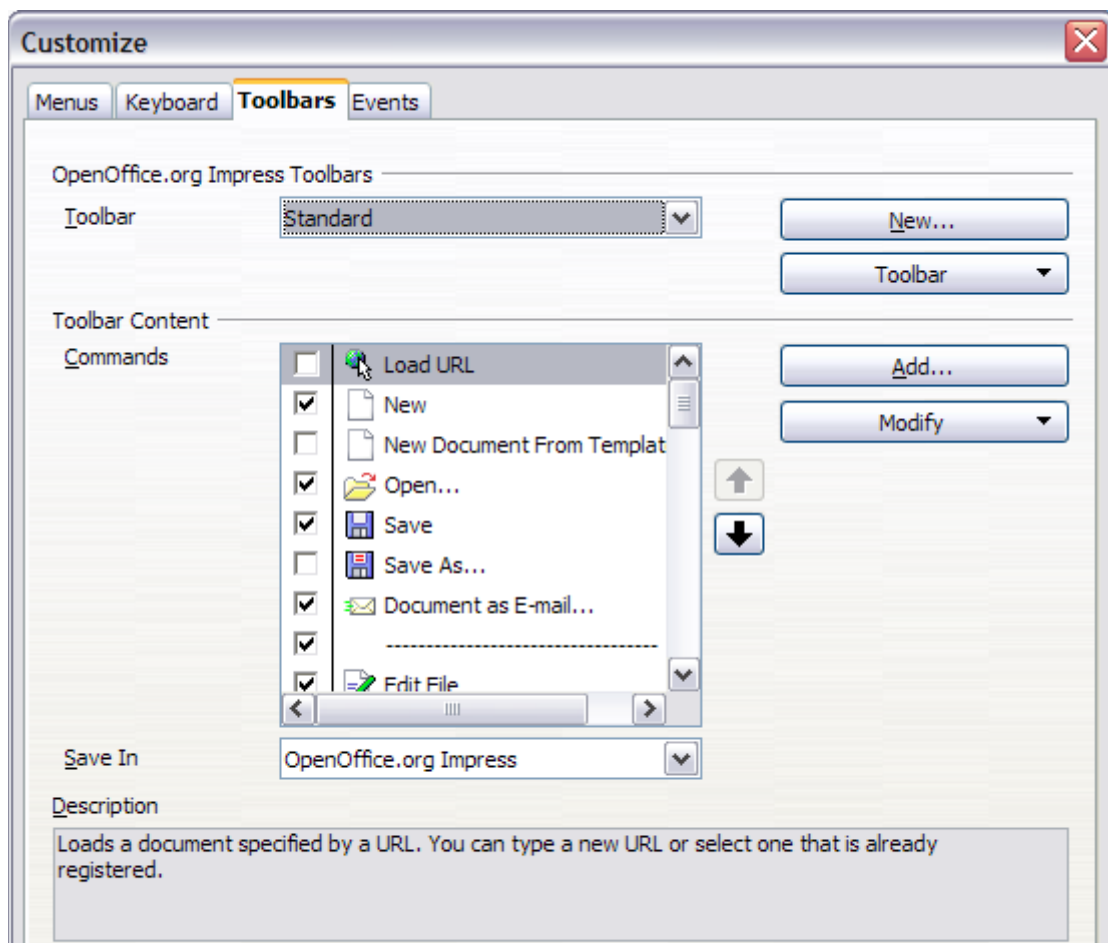 Customize
Menus Keyboard Toolbars Events
OpenOffice.org Impress Toolbars
Toolbar Standard New...
Toolbar
Toolbar Content
Commands Load URL Add...
New Modify
New Document From Templat
Open...
Save
Save As...
Document as E-mail...
----------------------------------
Edit File
Save In OpenOffice.org Impress
Description
Loads a document specified by a URL. You can type a new URL or select one that is already
registered.